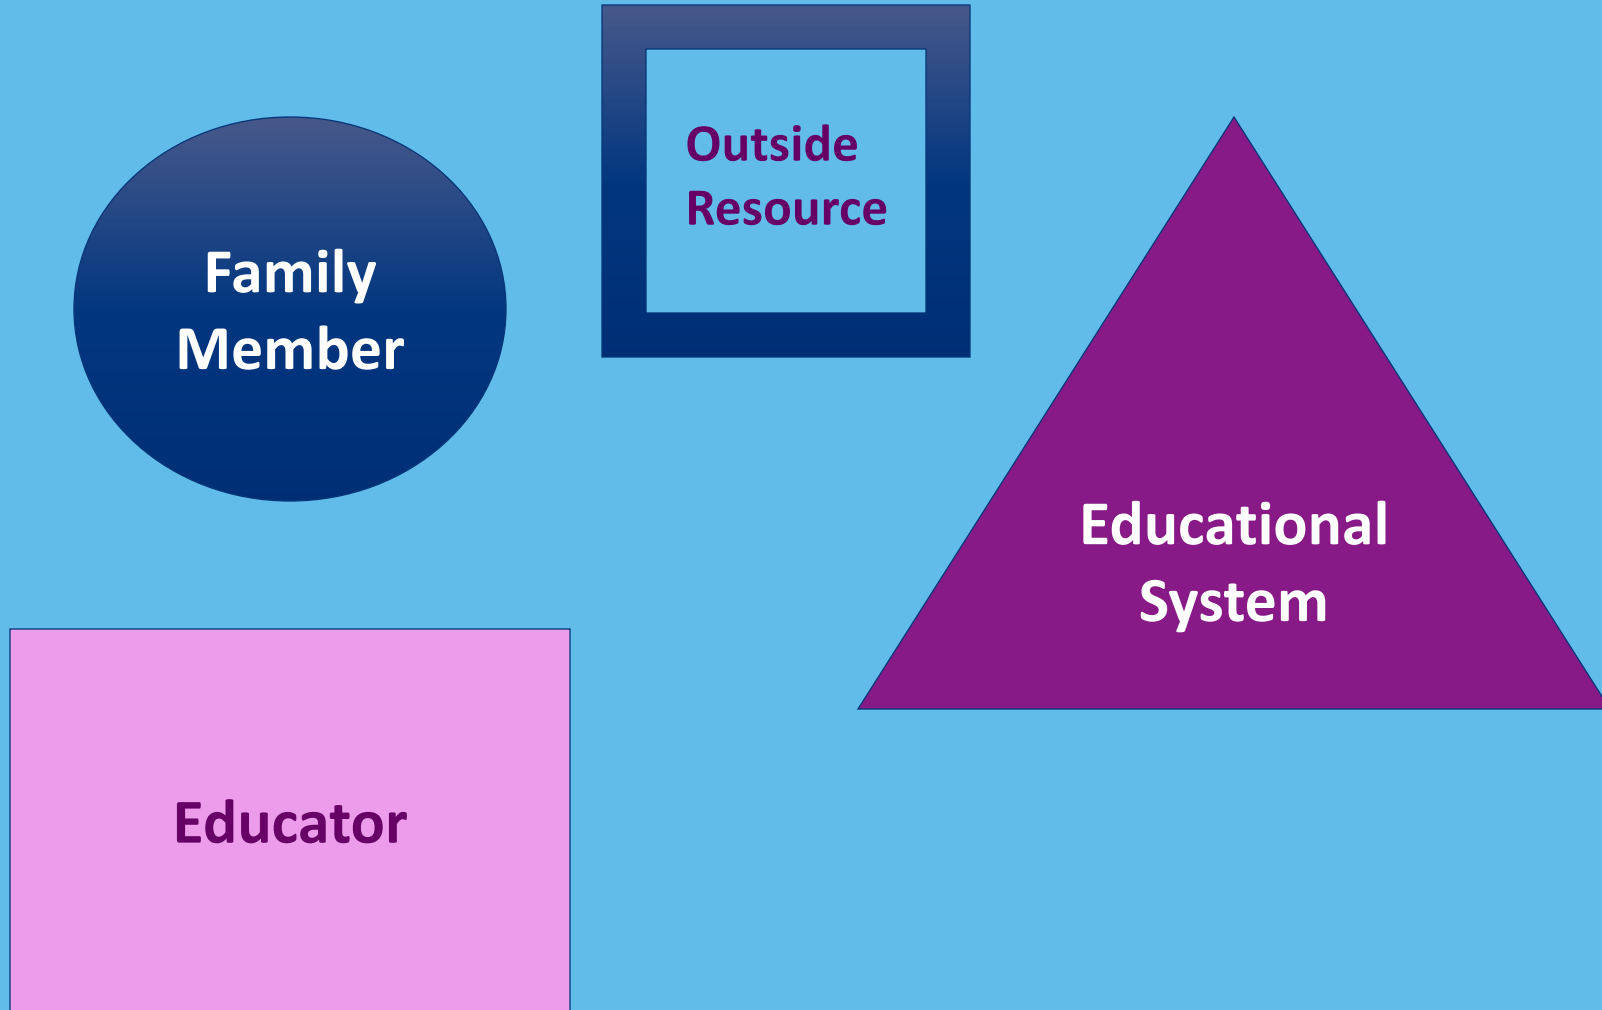 Outside
Resource
Family
Member
Educational
System
Educator